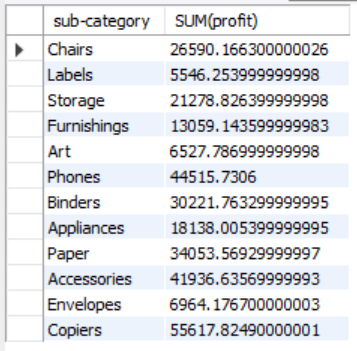 sub-category SUM(profit)
Chairs 26590.166300000026
Labels 5546.253999999998
Storage 21278.826399999998
Furnishings 13059.143599999983
Art 6527.786999999998
Phones 44515.7306
Binders 30221.763299999995
Appliances 18138.005399999995
Paper 34053.56929999997
Accessories 41936.63569999993
Envelopes 6964.176700000003
Copiers 55617.82490000001